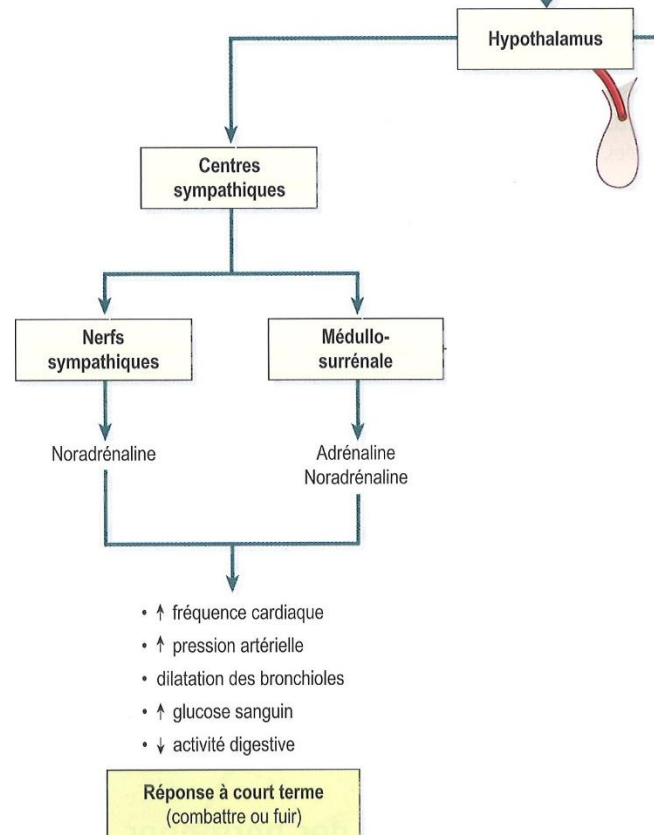 Hypothalamus
Centres
sympathiques
Nerfs
sympathiques
Médullo-
surrénale
Noradrénaline
Adrénaline
Noradrénaline
• ↑ fréquence cardiaque
• ↑ pression artérielle
• dilatation des bronchioles
• ↑ glucose sanguin
• ↓ activité digestive
Réponse à court terme
(combattre ou fuir)